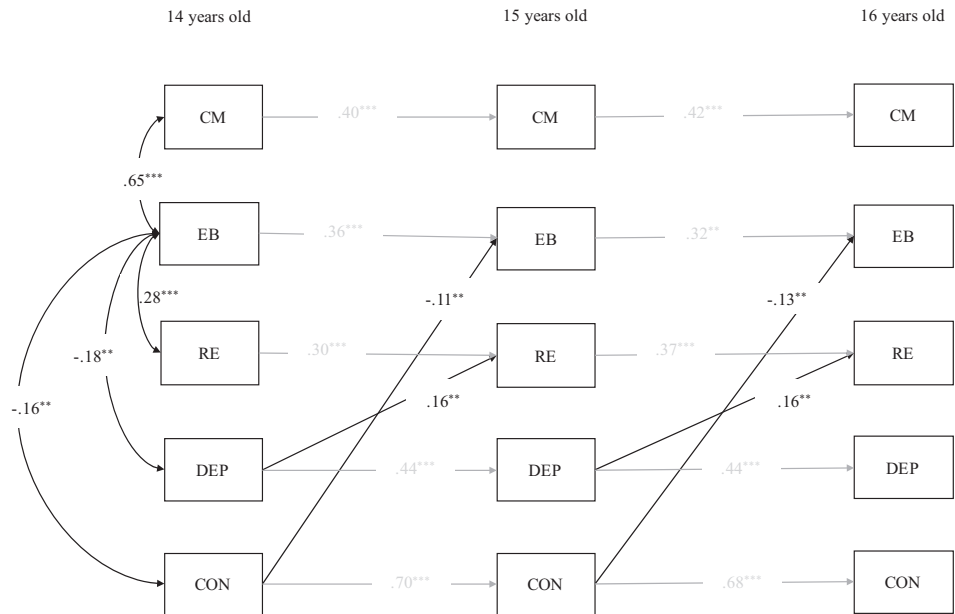 14 years old 15 years old 16 years old
CM .40*** CM .42*** CM
.65***
EB .36*** EB .32** EB
.28*** -.11** -.13**
RE .30*** RE .37*** RE
-.18**
-.16** .16** .16**
DEP .44*** DEP .44*** DEP
CON .70*** CON .68*** CON